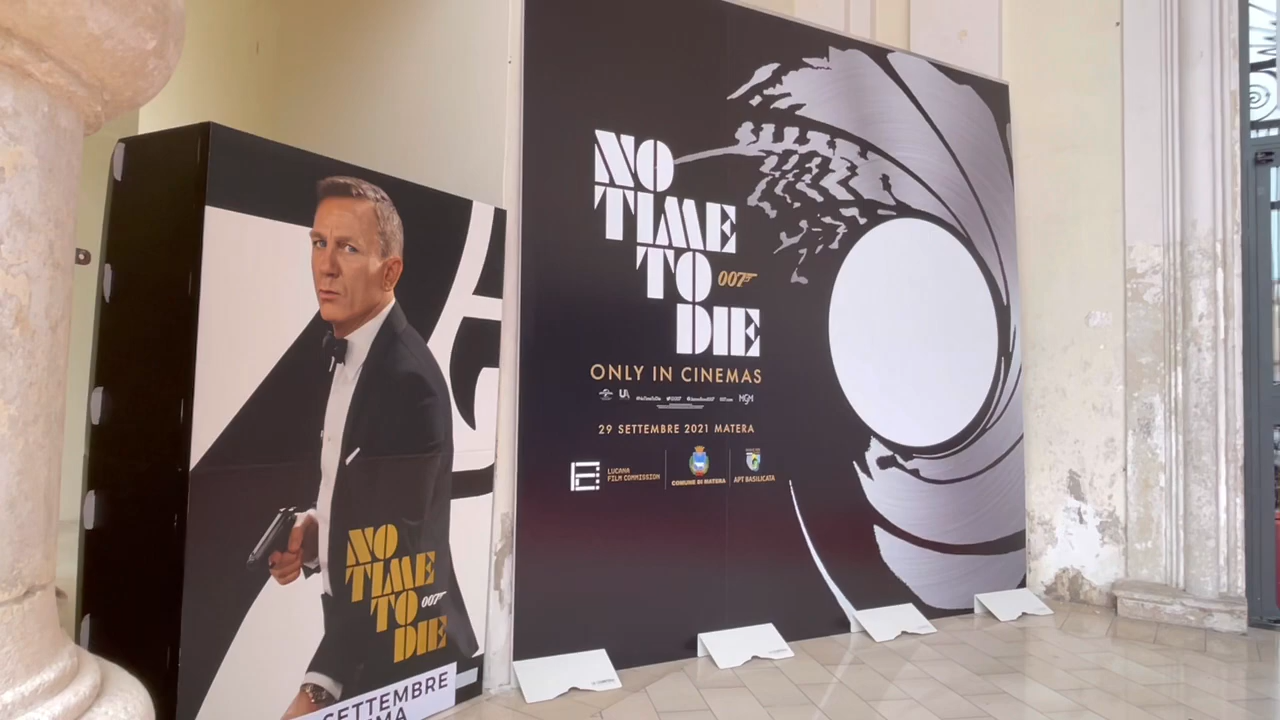 NO
TIME
TO 007
DIE
SETTEMBRE
NO
TIME
TO 007
DIE
ONLY IN CINEMAS
MGM
29 SETTEMBRE 2021 MATERA
LUCANA
FILM COMMISSION
COMUNE DI MATERA
APT BASILICATA